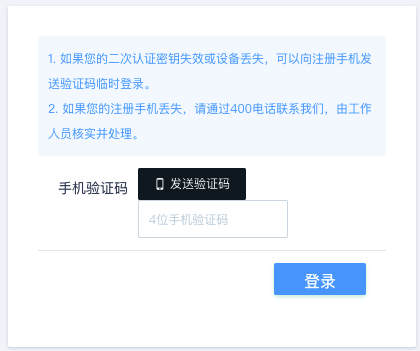 1. 如果您的二次认证密钥失效或设备丢失，可以向注册手机发
送验证码临时登录。
2. 如果您的注册手机丢失，请通过400电话联系我们，由工作
人员核实并处理。
手机验证码
发送验证码
4位手机验证码
登录